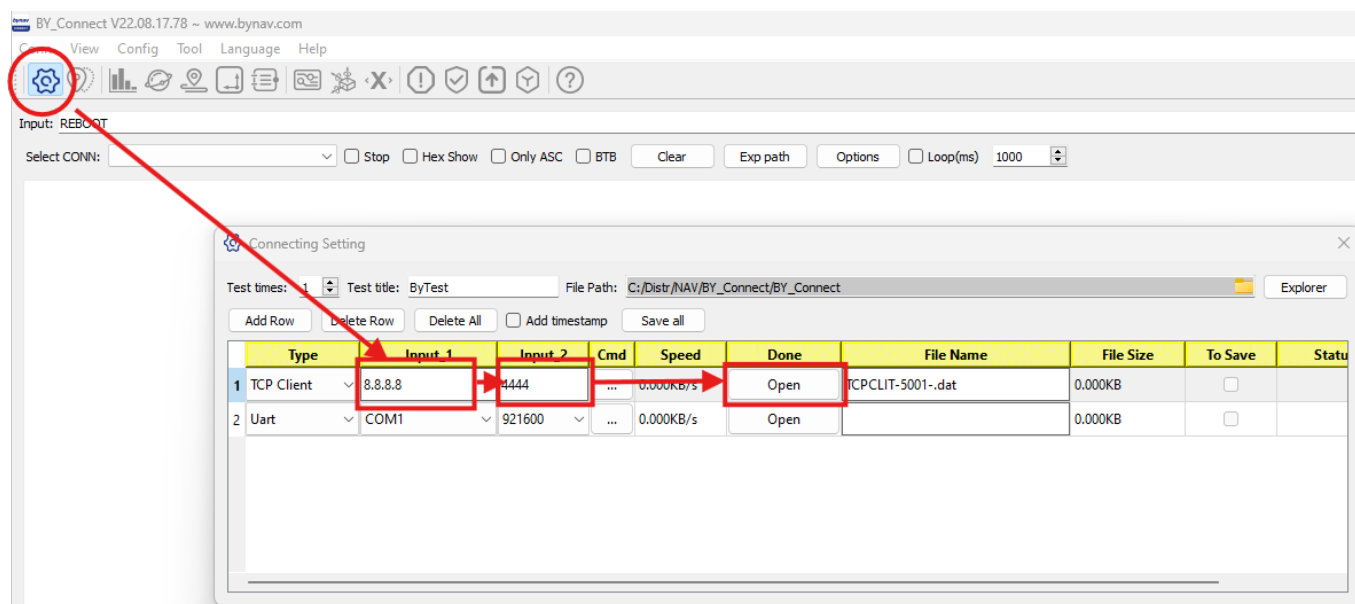 bynav BY_Connect V22.08.17.78 ~ www.bynav.com
Conn View Config Tool Language Help
Input: REBOOT
Select CONN: Stop Hex Show Only ASC BTB Clear Exp path Options Loop(ms) 1000
Connecting Setting
Test times: 1 Test title: ByTest File Path: C:/Distr/NAV/BY_Connect/BY_Connect Explorer
Add Row Delete Row Delete All Add timestamp Save all
Type Input_1 Input_2 Cmd Speed Done File Name File Size To Save Statu
1 TCP Client 8.8.8.8 4444 ... 0.000KB/s Open TCPCLIT-5001-.dat 0.000KB
2 Uart COM1 921600 ... 0.000KB/s Open 0.000KB